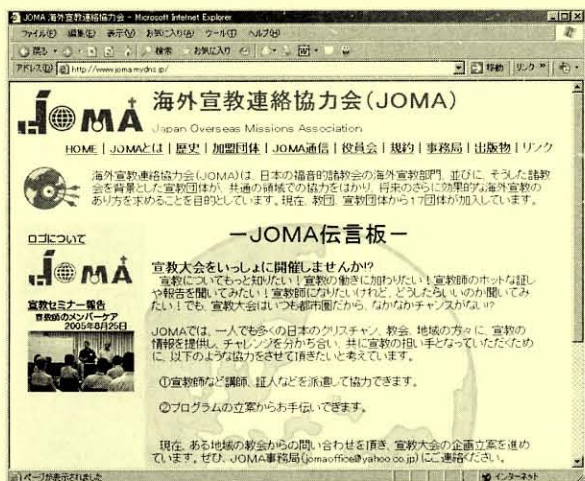 JOMA 海外宣教連絡協力会 - Microsoft Internet Explorer
ファイル(F) 編集(E) 表示(V) お気に入り(A) ツール(T) ヘルプ(H)
戻る 検索 お気に入り
アドレス(D) http://www.joma.mydns.jp/ 移動 リンク »
JOMA
海外宣教連絡協力会(JOMA)
Japan Overseas Missions Association
HOME | JOMAとは | 歴史 | 加盟団体 | JOMA通信 | 役員会 | 規約 | 事務局 | 出版物 | リンク
海外宣教連絡協力会(JOMA)は、日本の福音的諸教会の海外宣教部門、並びに、そうした諸教
会を背景とした宣教団体が、共通の領域での協力をはかり、将来のさらに効果的な海外宣教の
あり方を求めることを目的としています。現在、教団、宣教団体から17団体が加入しています。
ロゴについて
JOMA
宣教セミナー報告
宣教師のメンバーケア
2005年8月25日
－JOMA伝言板－
宣教大会をいっしょに開催しませんか!?
宣教についてもっと知りたい！宣教の働きに加わりたい！宣教師のホットな証し
や報告を聞いてみたい！宣教師になりたいけれど、どうしたらいいのか聞いてみ
たい！でも、宣教大会はいつも都市圏だから、なかなかチャンスがない!?
JOMAでは、一人でも多くの日本のクリスチャン、教会、地域の方々に、宣教の
情報を提供し、チャレンジを分かち合い、共に宣教の担い手となっていただくため
に、以下のような協力をさせて頂きたいと考えています。
①宣教師など講師、証人などを派遣して協力できます。
②プログラムの立案からお手伝いできます。
現在、ある地域の教会からの問い合わせを頂き、宣教大会の企画立案を進め
ています。ぜひ、JOMA事務局(jomaoffice@yahoo.co.jp)にご連絡ください。
ページが表示されました
インターネット